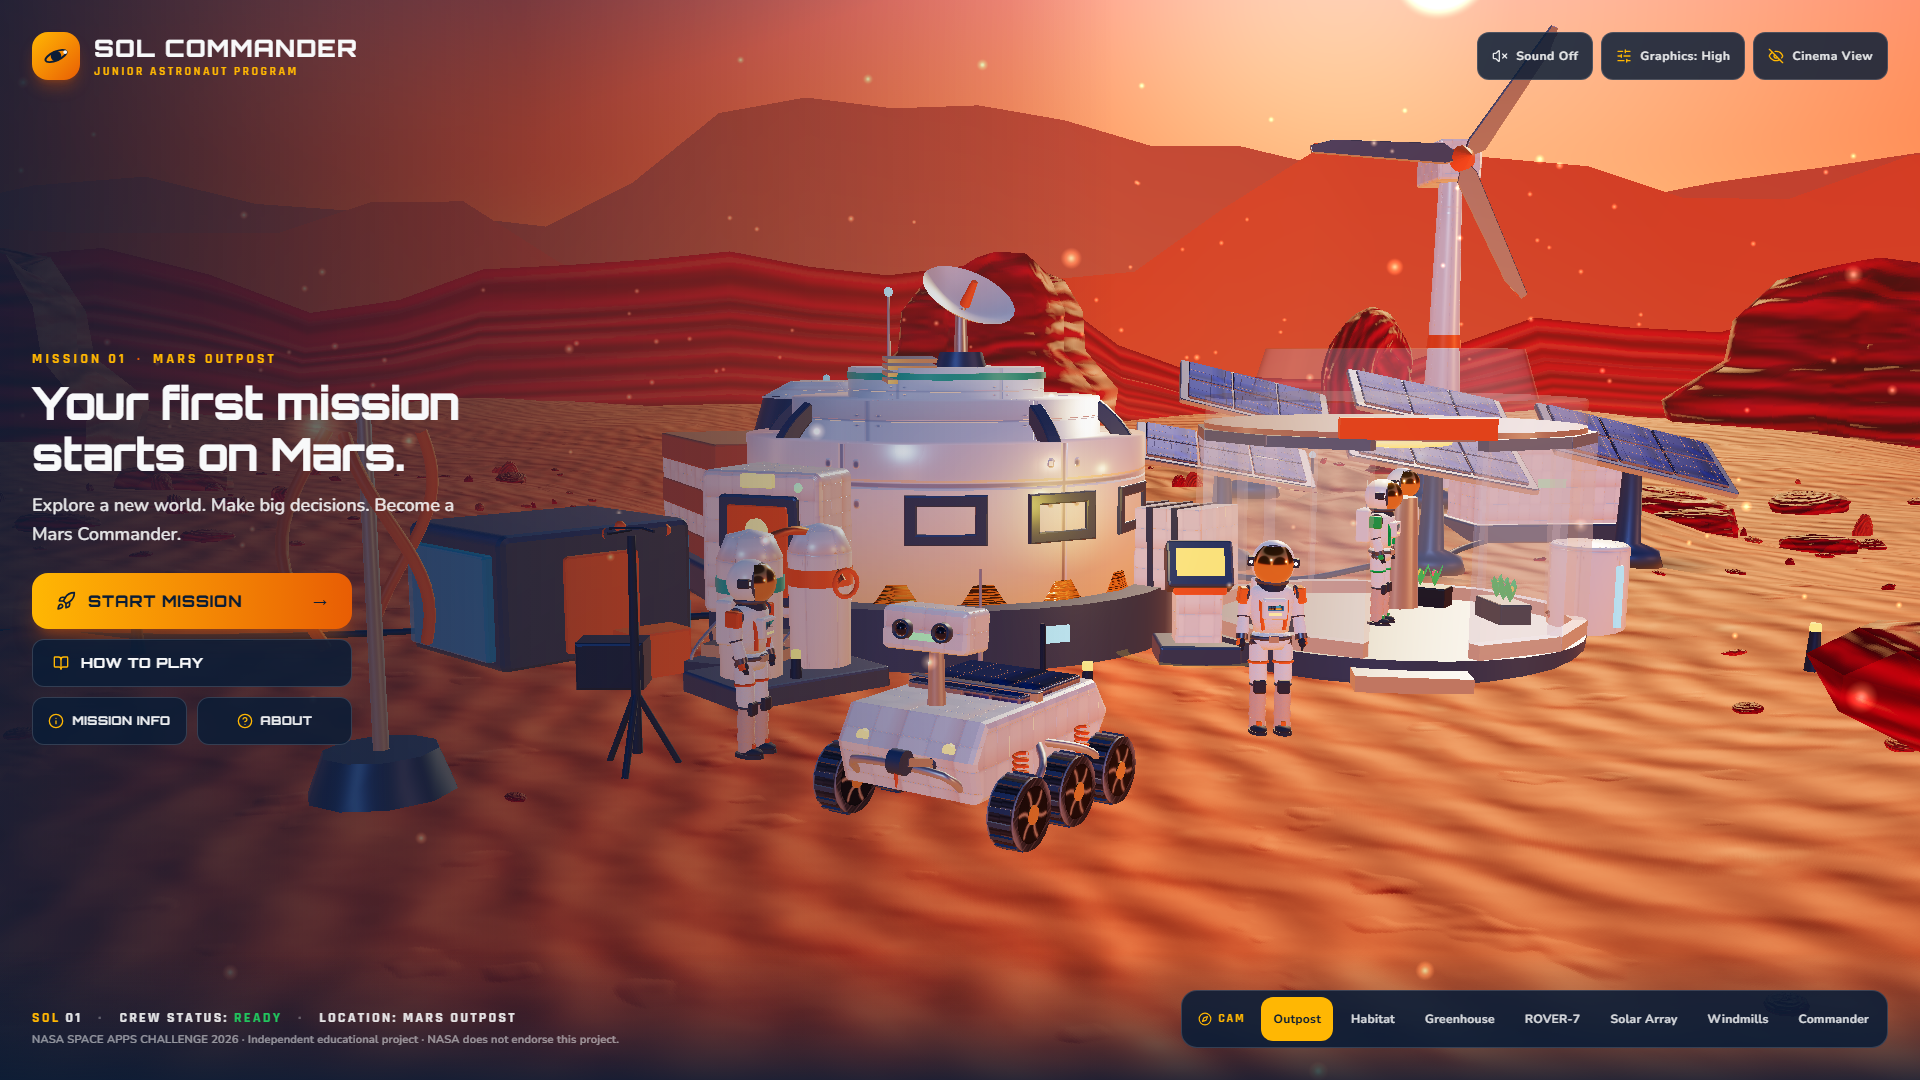 SOL COMMANDER
JUNIOR ASTRONAUT PROGRAM
Sound Off
Graphics: High
Cinema View
MISSION 01 · MARS OUTPOST
Your first mission
starts on Mars.
Explore a new world. Make big decisions. Become a
Mars Commander.
START MISSION →
HOW TO PLAY
MISSION INFO
ABOUT
SOL 01 · CREW STATUS: READY · LOCATION: MARS OUTPOST
NASA SPACE APPS CHALLENGE 2026 · Independent educational project · NASA does not endorse this project.
CAM Outpost Habitat Greenhouse ROVER-7 Solar Array Windmills Commander